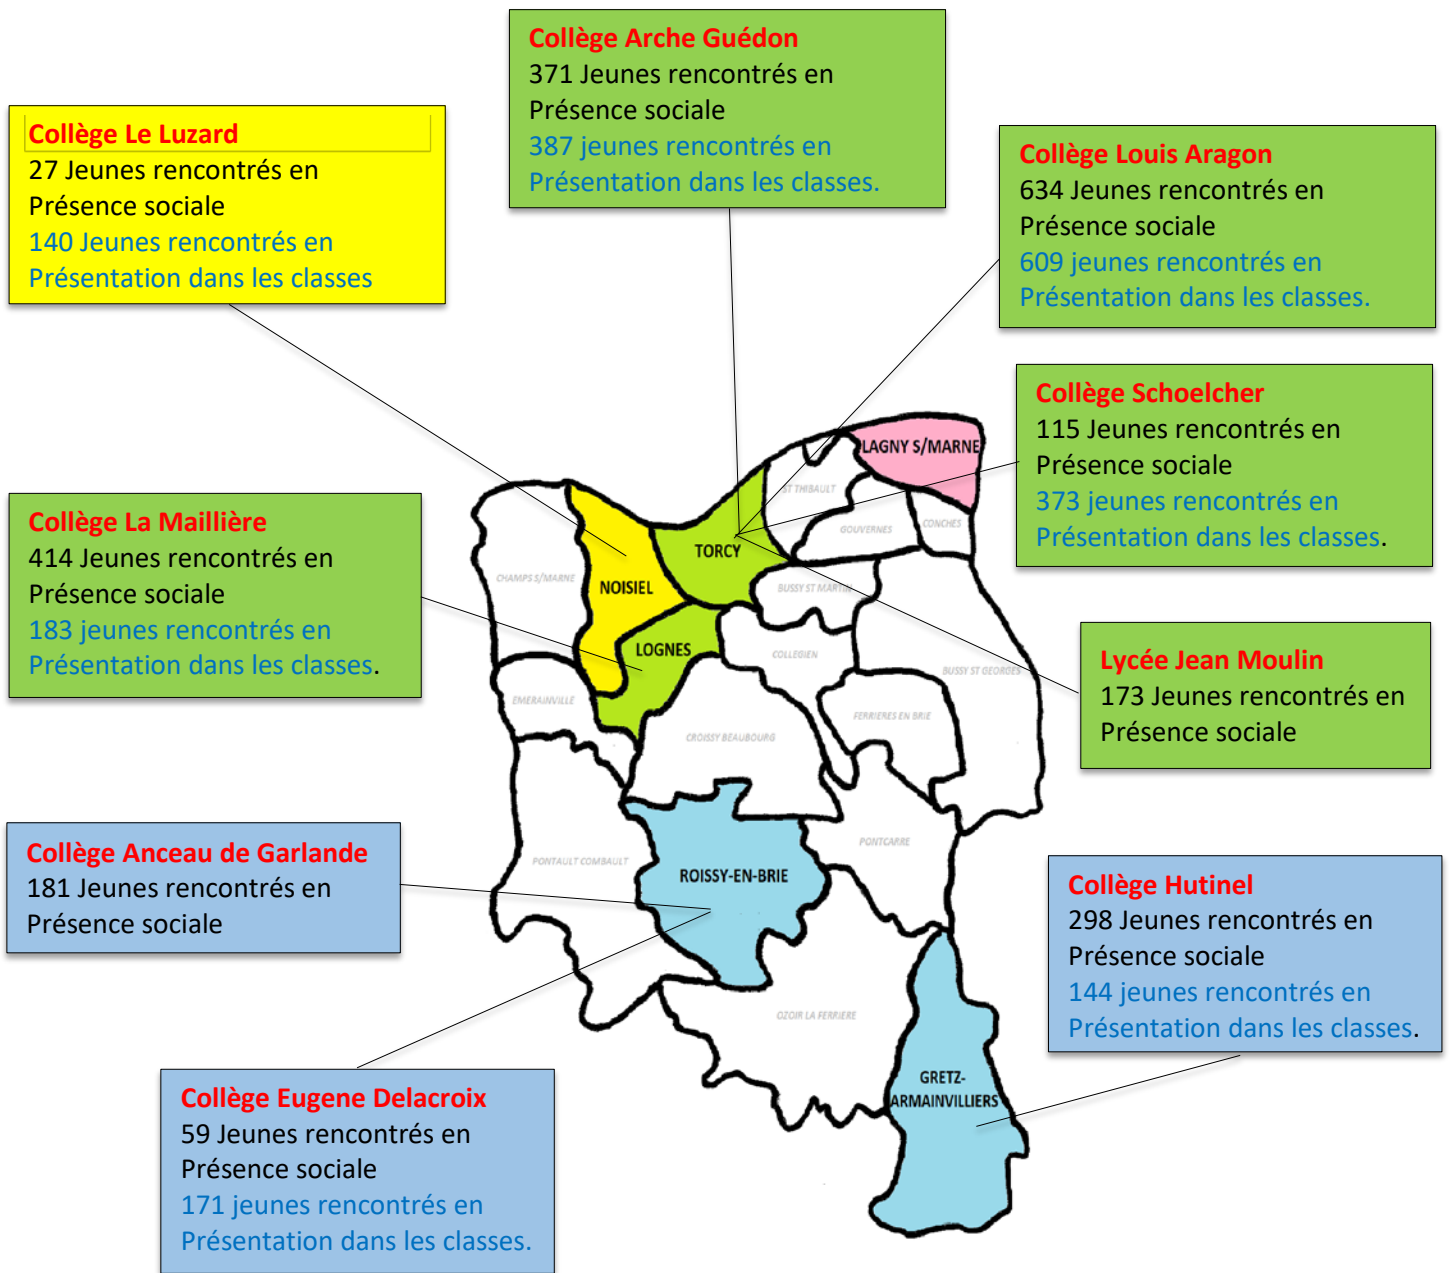 Collège Arche Guédon
371 Jeunes rencontrés en
Présence sociale
387 jeunes rencontrés en
Présentation dans les classes.
Collège Le Luzard
27 Jeunes rencontrés en
Présence sociale
140 Jeunes rencontrés en
Présentation dans les classes
Collège Louis Aragon
634 Jeunes rencontrés en
Présence sociale
609 jeunes rencontrés en
Présentation dans les classes.
Collège Schoelcher
115 Jeunes rencontrés en
Présence sociale
373 jeunes rencontrés en
Présentation dans les classes.
Collège La Maillière
414 Jeunes rencontrés en
Présence sociale
183 jeunes rencontrés en
Présentation dans les classes.
Lycée Jean Moulin
173 Jeunes rencontrés en
Présence sociale
Collège Anceau de Garlande
181 Jeunes rencontrés en
Présence sociale
Collège Hutinel
298 Jeunes rencontrés en
Présence sociale
144 jeunes rencontrés en
Présentation dans les classes.
Collège Eugene Delacroix
59 Jeunes rencontrés en
Présence sociale
171 jeunes rencontrés en
Présentation dans les classes.
LAGNY S/MARNE
ST THIBAULT
GOUVERNES
CONCHES
TORCY
CHAMPS S/MARNE
NOISIEL
BUSSY ST MARTIN
LOGNES
COLLEGIEN
BUSSY ST GEORGES
EMERAINVILLE
FERRIERES EN BRIE
CROISSY BEAUBOURG
PONTCARRE
PONTAULT COMBAULT
ROISSY-EN-BRIE
OZOIR LA FERRIERE
GRETZ-
ARMAINVILLIERS